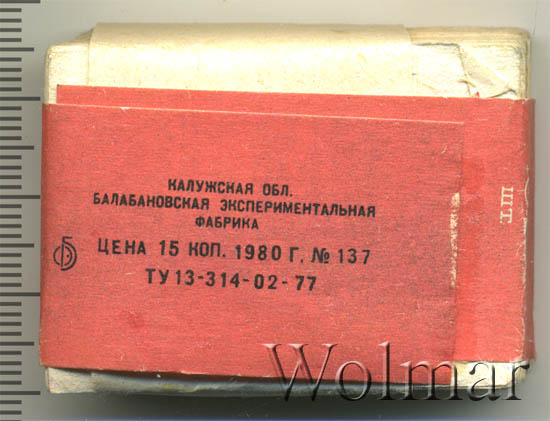 КАЛУЖСКАЯ ОБЛ.
БАЛАБАНОВСКАЯ ЭКСПЕРИМЕНТАЛЬНАЯ
ФАБРИКА
ЦЕНА 15 КОП. 1980 Г. № 137
ТУ 13-314-02-77
ШТ.
Wolmar